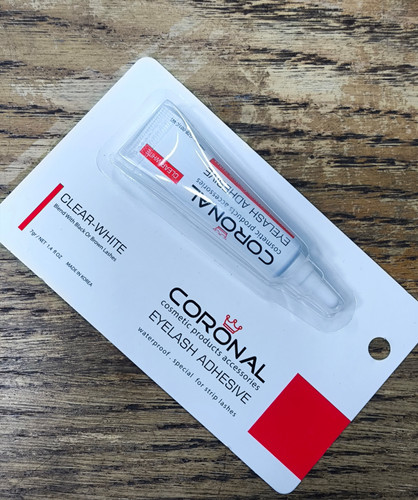 CLEAR-WHITE
EYELASH ADHESIVE
cosmetic products accessories
CORONAL
CLEAR-WHITE
Blend With Black Or Brown Lashes
7g / NET 1.4 fl OZ MADE IN KOREA
CORONAL
cosmetic products accessories
EYELASH ADHESIVE
waterproof · special for strip lashes